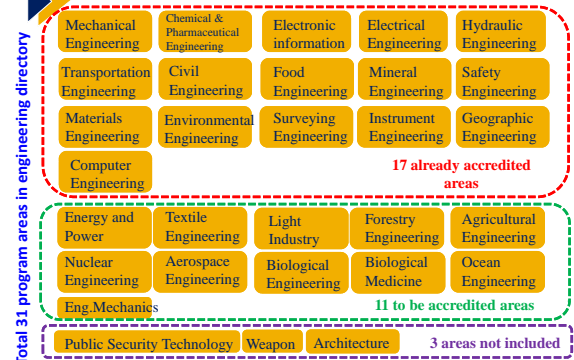 Total 31 program areas in engineering directory
Mechanical
Engineering
Chemical &
Pharmaceutical
Engineering
Electronic
information
Electrical
Engineering
Hydraulic
Engineering
Transportation
Engineering
Civil
Engineering
Food
Engineering
Mineral
Engineering
Safety
Engineering
Materials
Engineering
Environmental
Engineering
Surveying
Engineering
Instrument
Engineering
Geographic
Engineering
Computer
Engineering
17 already accredited
areas
Energy and
Power
Textile
Engineering
Light
Industry
Forestry
Engineering
Agricultural
Engineering
Nuclear
Engineering
Aerospace
Engineering
Biological
Engineering
Biological
Medicine
Ocean
Engineering
Eng.Mechanics
11 to be accredited areas
Public Security Technology
Weapon
Architecture
3 areas not included